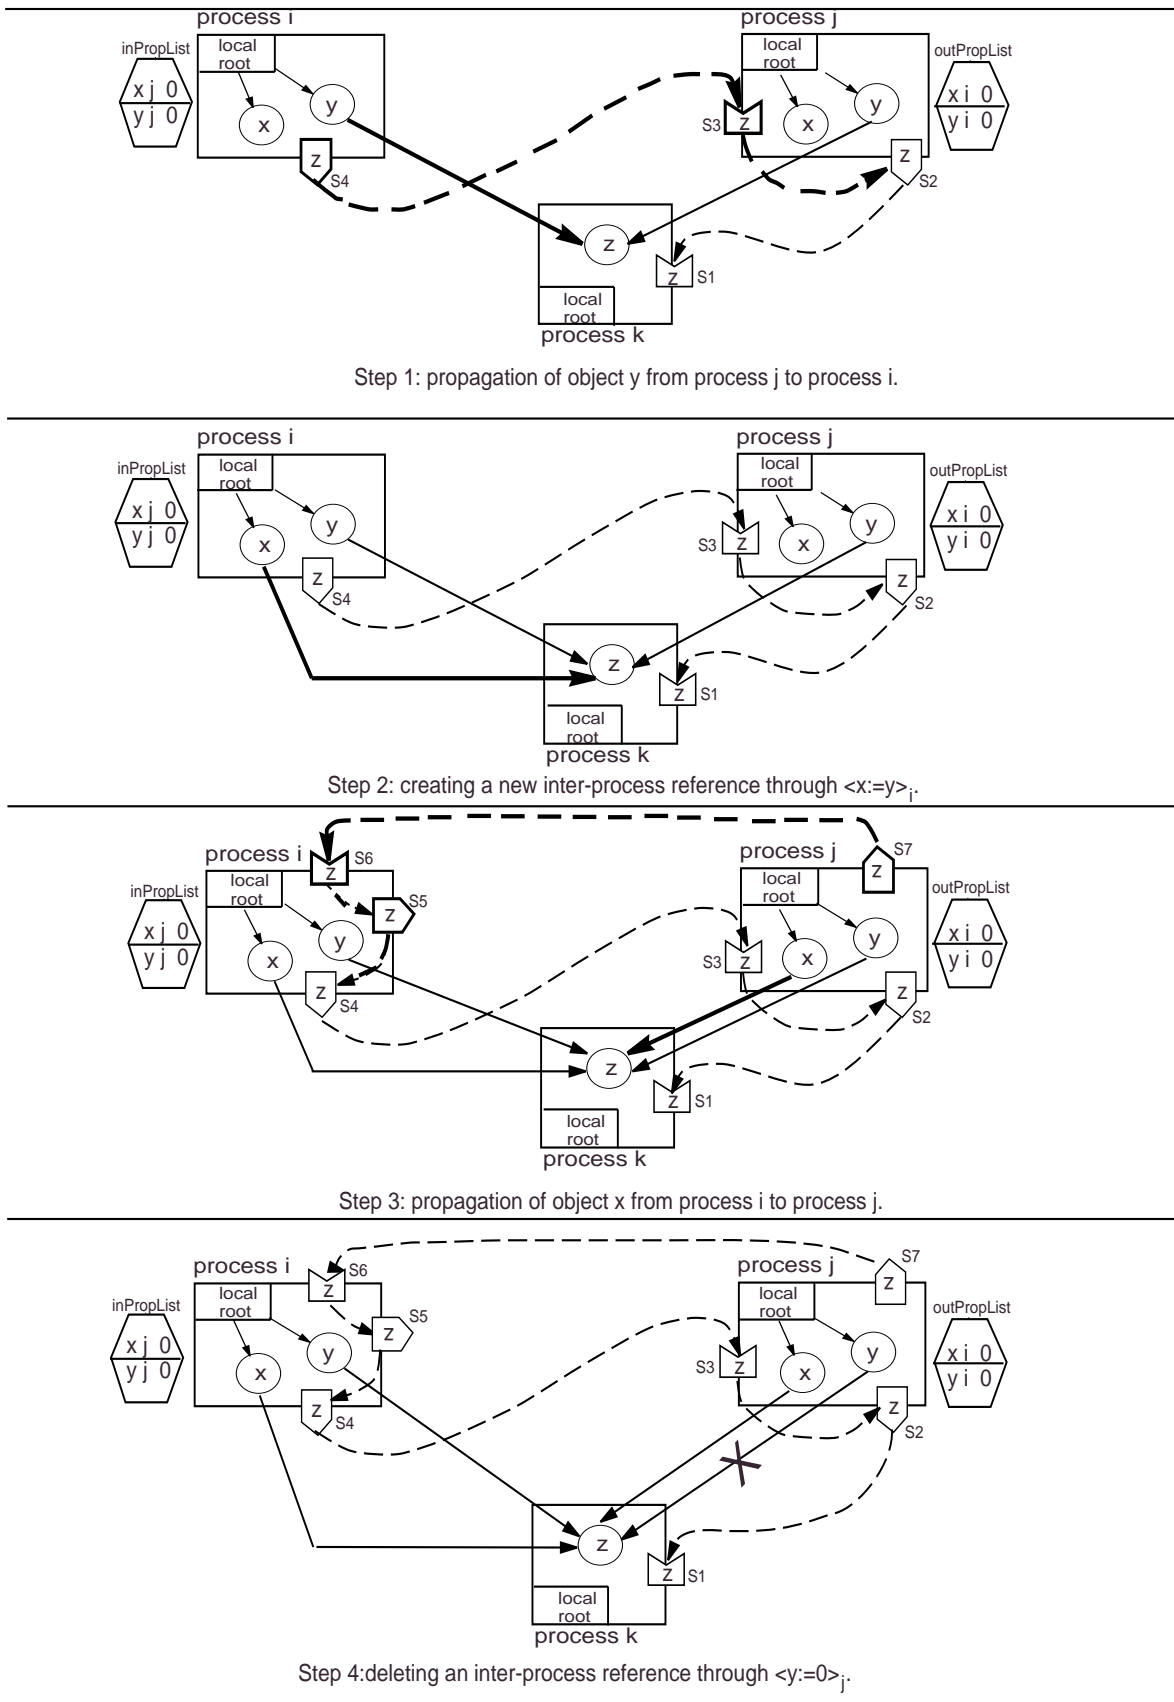 process i
process j
inPropList
local
root
x j 0
y j 0
y
x
z
S4
local
root
outPropList
x i 0
y i 0
S3
z
x
y
z
S2
z
z
S1
local
root
process k
Step 1: propagation of object y from process j to process i.
process i
process j
inPropList
local
root
x j 0
y j 0
y
x
z
S4
local
root
outPropList
x i 0
y i 0
S3
z
x
y
z
S2
z
z
S1
local
root
process k
Step 2: creating a new inter-process reference through <x:=y>i.
process i
S6
z
process j
S7
z
inPropList
local
root
x j 0
y j 0
S5
z
y
x
z
S4
local
root
outPropList
x i 0
y i 0
S3
z
x
y
z
S2
z
z
S1
local
root
process k
Step 3: propagation of object x from process i to process j.
process i
S6
z
process j
S7
z
inPropList
local
root
x j 0
y j 0
S5
z
y
x
z
S4
local
root
outPropList
x i 0
y i 0
S3
z
x
y
z
S2
X
z
z
S1
local
root
process k
Step 4:deleting an inter-process reference through <y:=0>j.